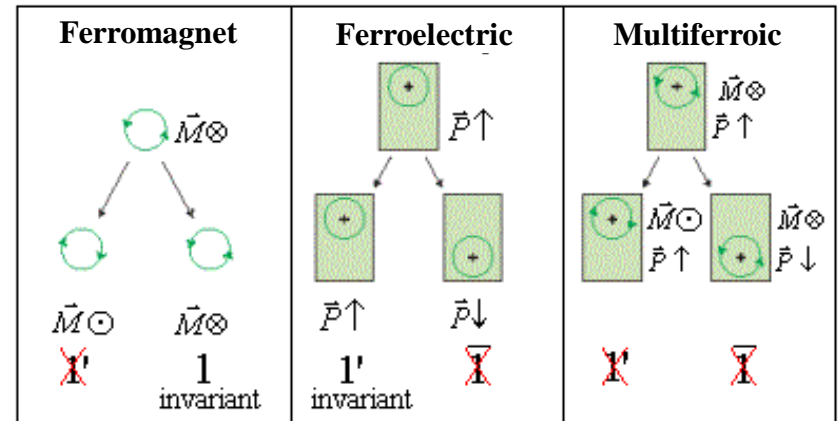 Ferromagnet
M⃗⊗
M⃗⊙
M⃗⊗
1'
1
invariant
Ferroelectric
P⃗↑
P⃗↑
P⃗↓
1'
1̅
invariant
Multiferroic
M⃗⊗
P⃗↑
M⃗⊙
P⃗↑
M⃗⊗
P⃗↓
1'
1̅